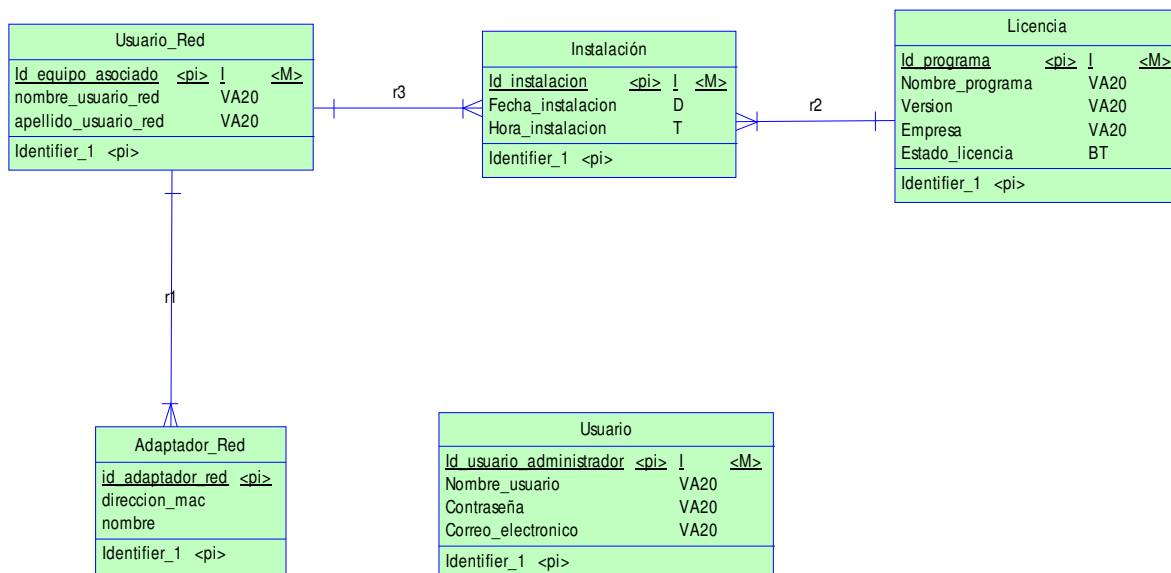 Usuario_Red
Id_equipo_asociado <pi> I <M>
nombre_usuario_red VA20
apellido_usuario_red VA20
Identifier_1 <pi>
r3
Instalación
Id_instalacion <pi> I <M>
Fecha_instalacion D
Hora_instalacion T
Identifier_1 <pi>
r2
Licencia
Id_programa <pi> I <M>
Nombre_programa VA20
Version VA20
Empresa VA20
Estado_licencia BT
Identifier_1 <pi>
r1
Adaptador_Red
id_adaptador_red <pi>
direccion_mac
nombre
Identifier_1 <pi>
Usuario
Id_usuario_administrador <pi> I <M>
Nombre_usuario VA20
Contraseña VA20
Correo_electronico VA20
Identifier_1 <pi>